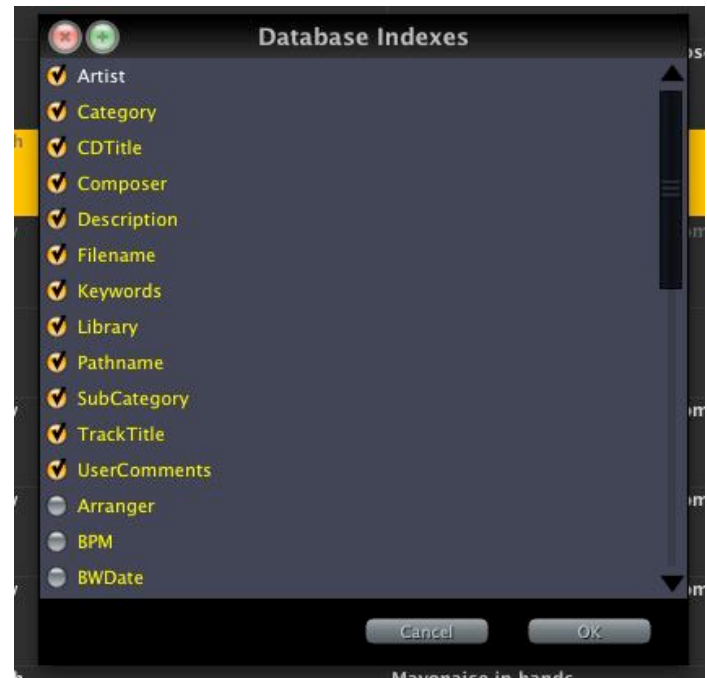 Database Indexes
Artist
Category
CDTitle
Composer
Description
Filename
Keywords
Library
Pathname
SubCategory
TrackTitle
UserComments
Arranger
BPM
BWDate
Cancel OK
Mayonaise in hands